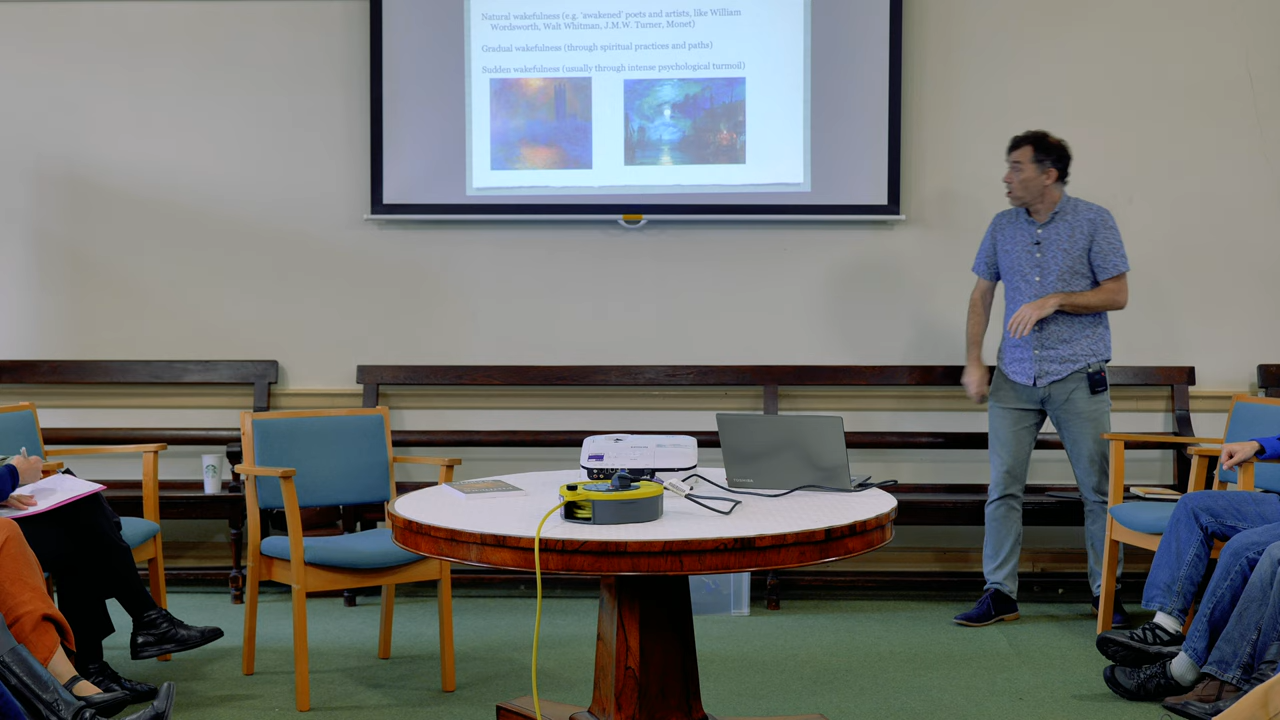 Natural wakefulness (e.g. 'awakened' poets and artists, like William
Wordsworth, Walt Whitman, J.M.W. Turner, Monet)
Gradual wakefulness (through spiritual practices and paths)
Sudden wakefulness (usually through intense psychological turmoil)
TOSHIBA